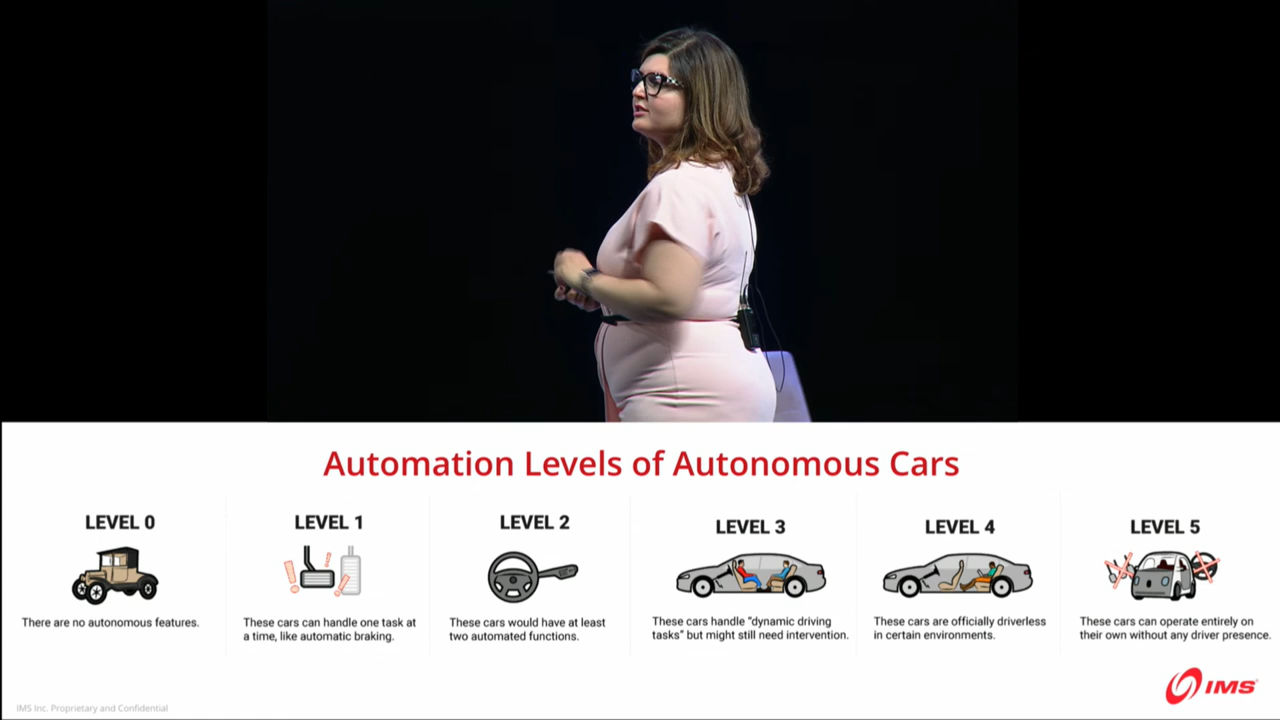 Automation Levels of Autonomous Cars
LEVEL 0
There are no autonomous features.
LEVEL 1
These cars can handle one task at
a time, like automatic braking.
LEVEL 2
These cars would have at least
two automated functions.
LEVEL 3
These cars handle "dynamic driving
tasks" but might still need intervention.
LEVEL 4
These cars are officially driverless
in certain environments.
LEVEL 5
These cars can operate entirely on
their own without any driver presence.
IMS
IMS Inc. Proprietary and Confidential